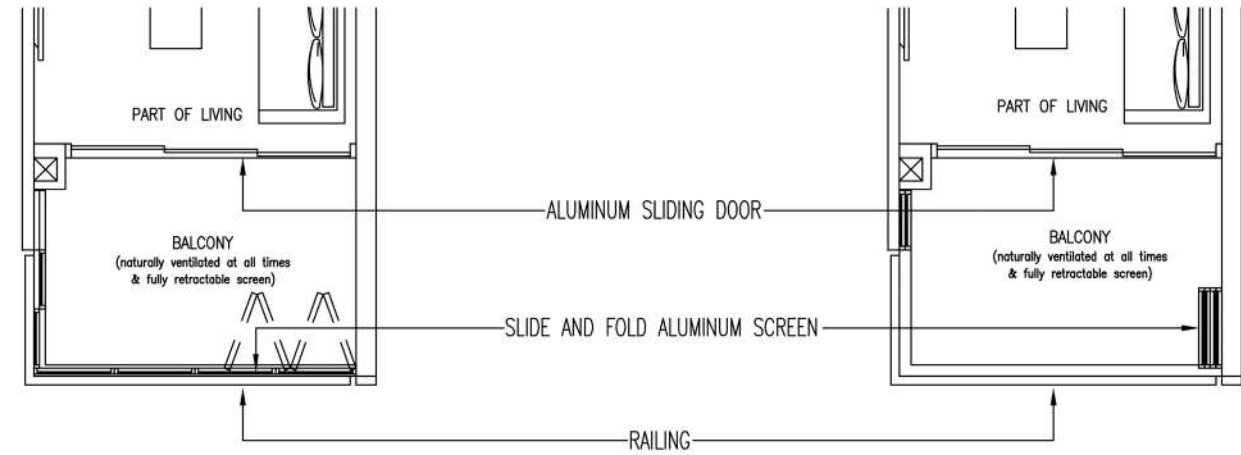 PART OF LIVING
PART OF LIVING
ALUMINUM SLIDING DOOR
BALCONY
(naturally ventilated at all times
& fully retractable screen)
BALCONY
(naturally ventilated at all times
& fully retractable screen)
SLIDE AND FOLD ALUMINUM SCREEN
RAILING